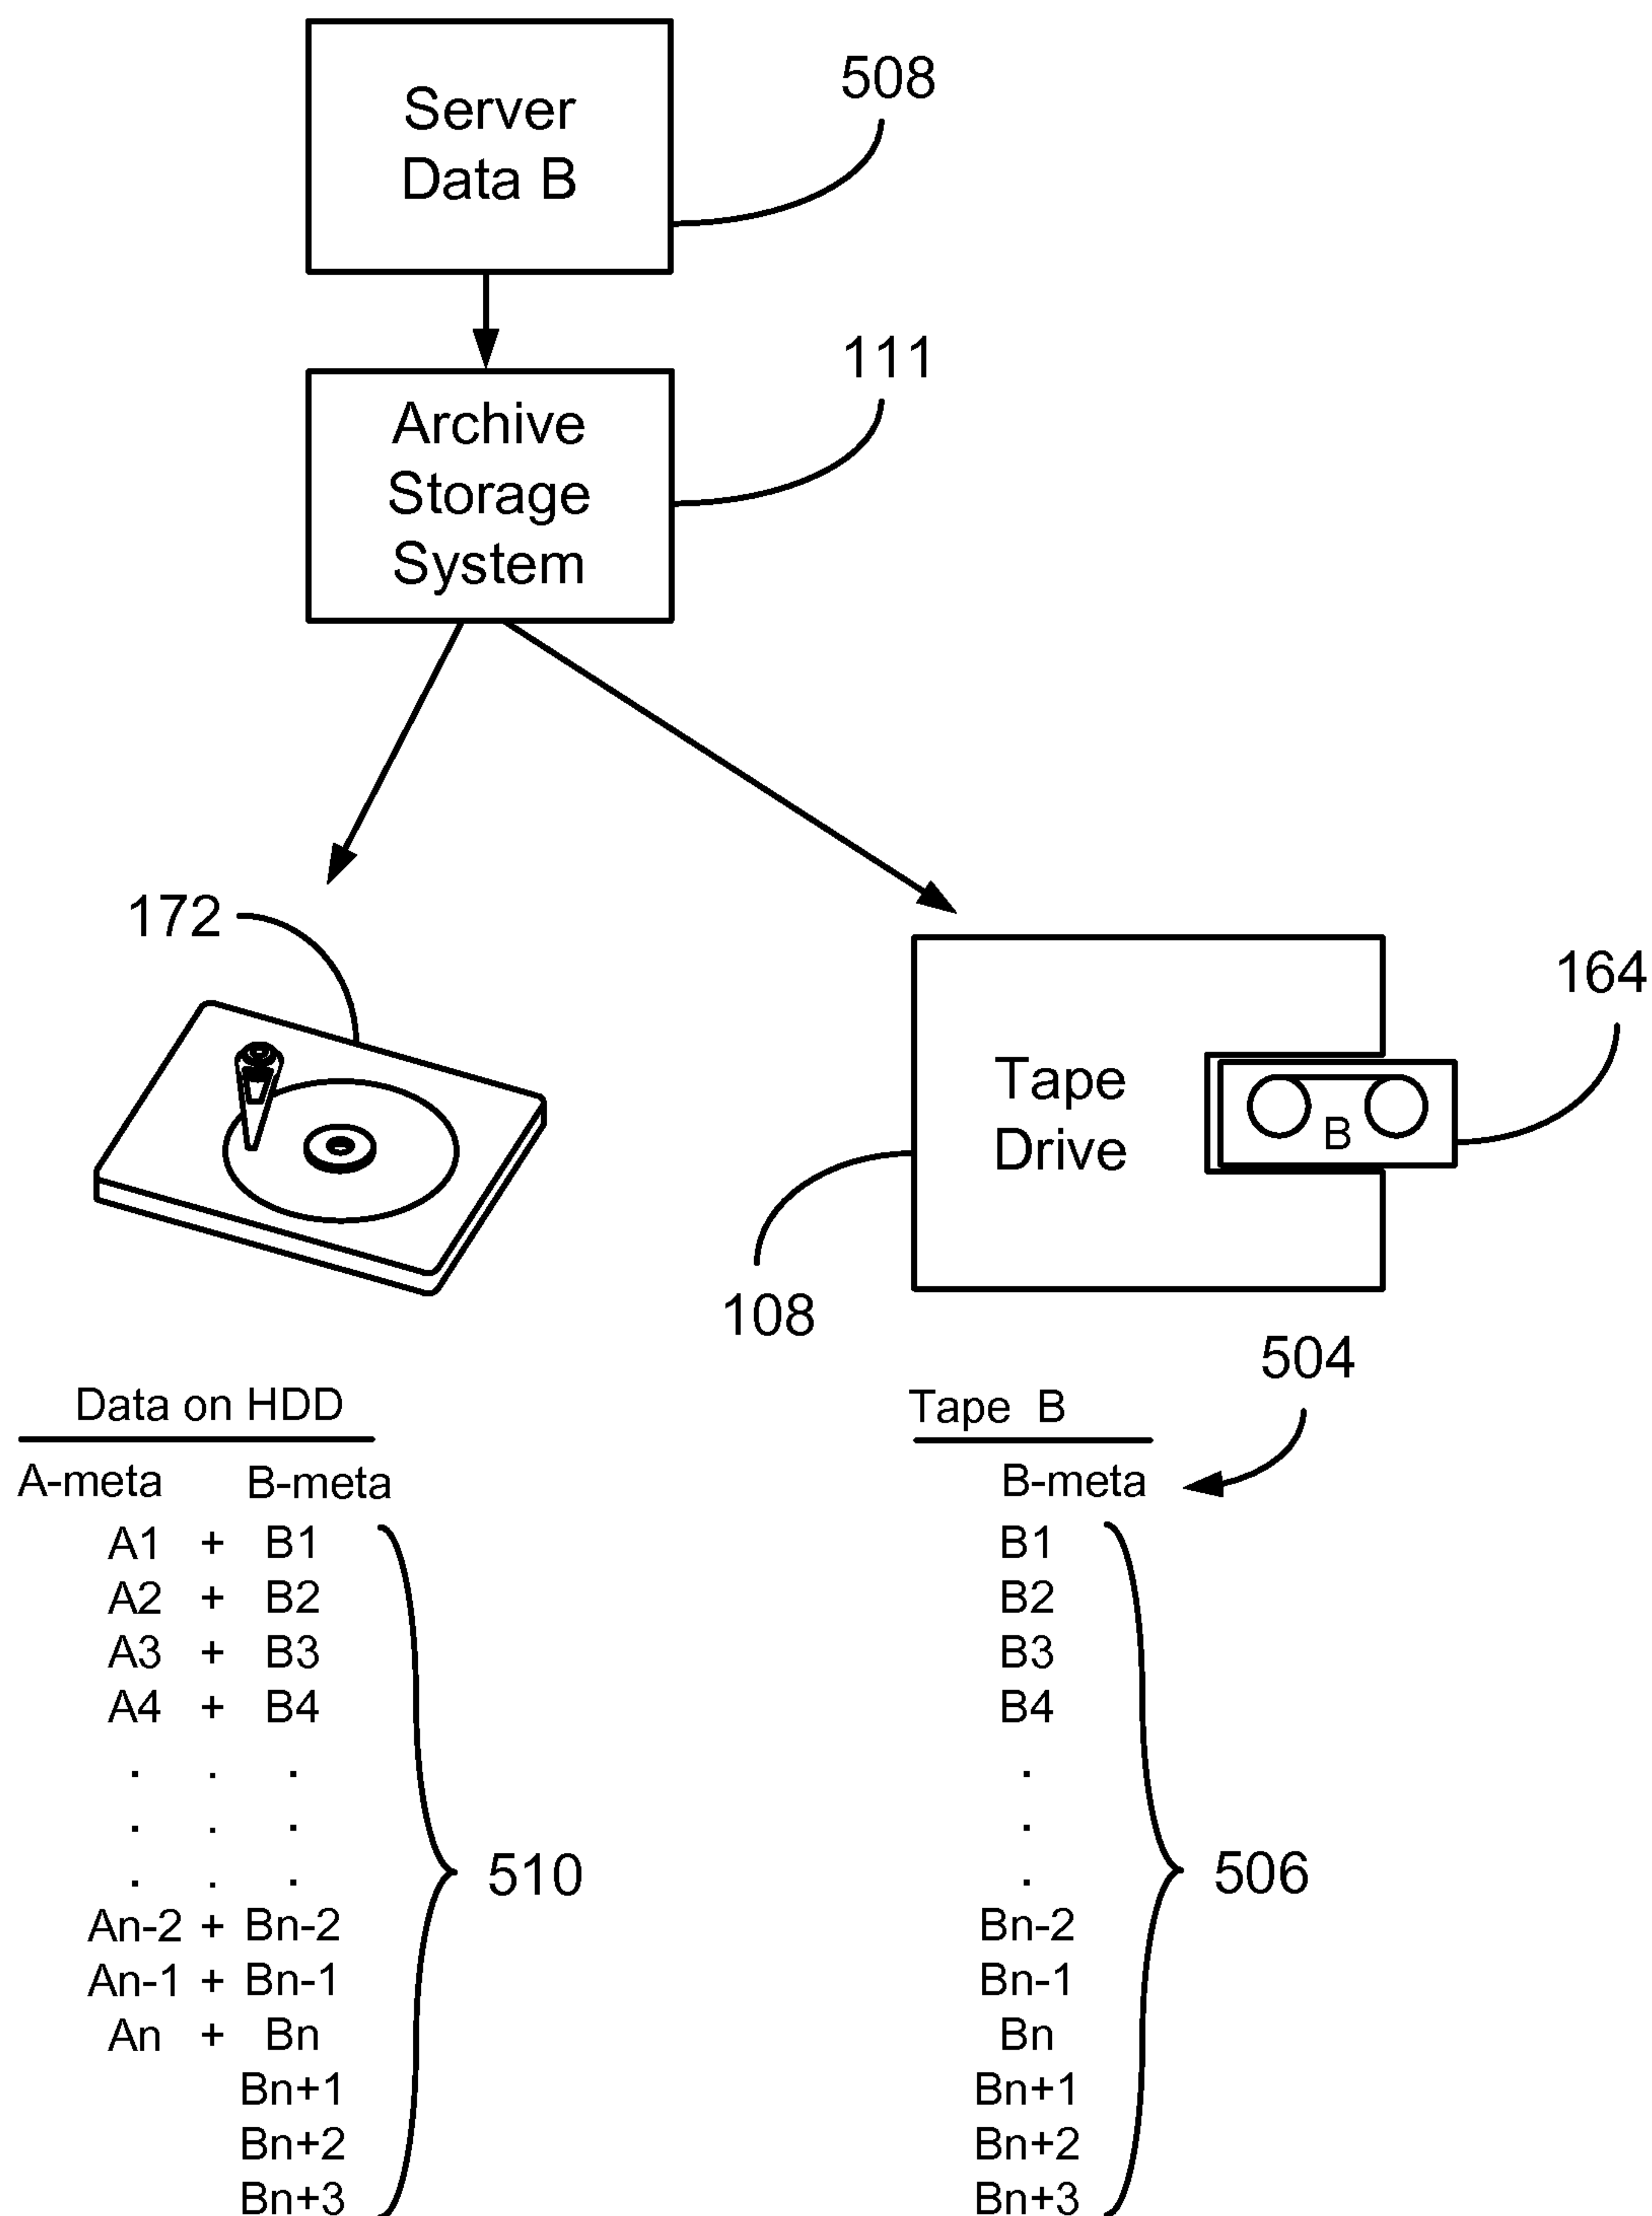 Server
Data B
508
Archive
Storage
System
111
172
Tape
Drive
B
164
108
504
Data on HDD
A-meta B-meta
A1 + B1
A2 + B2
A3 + B3
A4 + B4
. . .
. . .
. . .
An-2 + Bn-2
An-1 + Bn-1
An + Bn
Bn+1
Bn+2
Bn+3
510
Tape B
B-meta
B1
B2
B3
B4
.
.
.
Bn-2
Bn-1
Bn
Bn+1
Bn+2
Bn+3
506